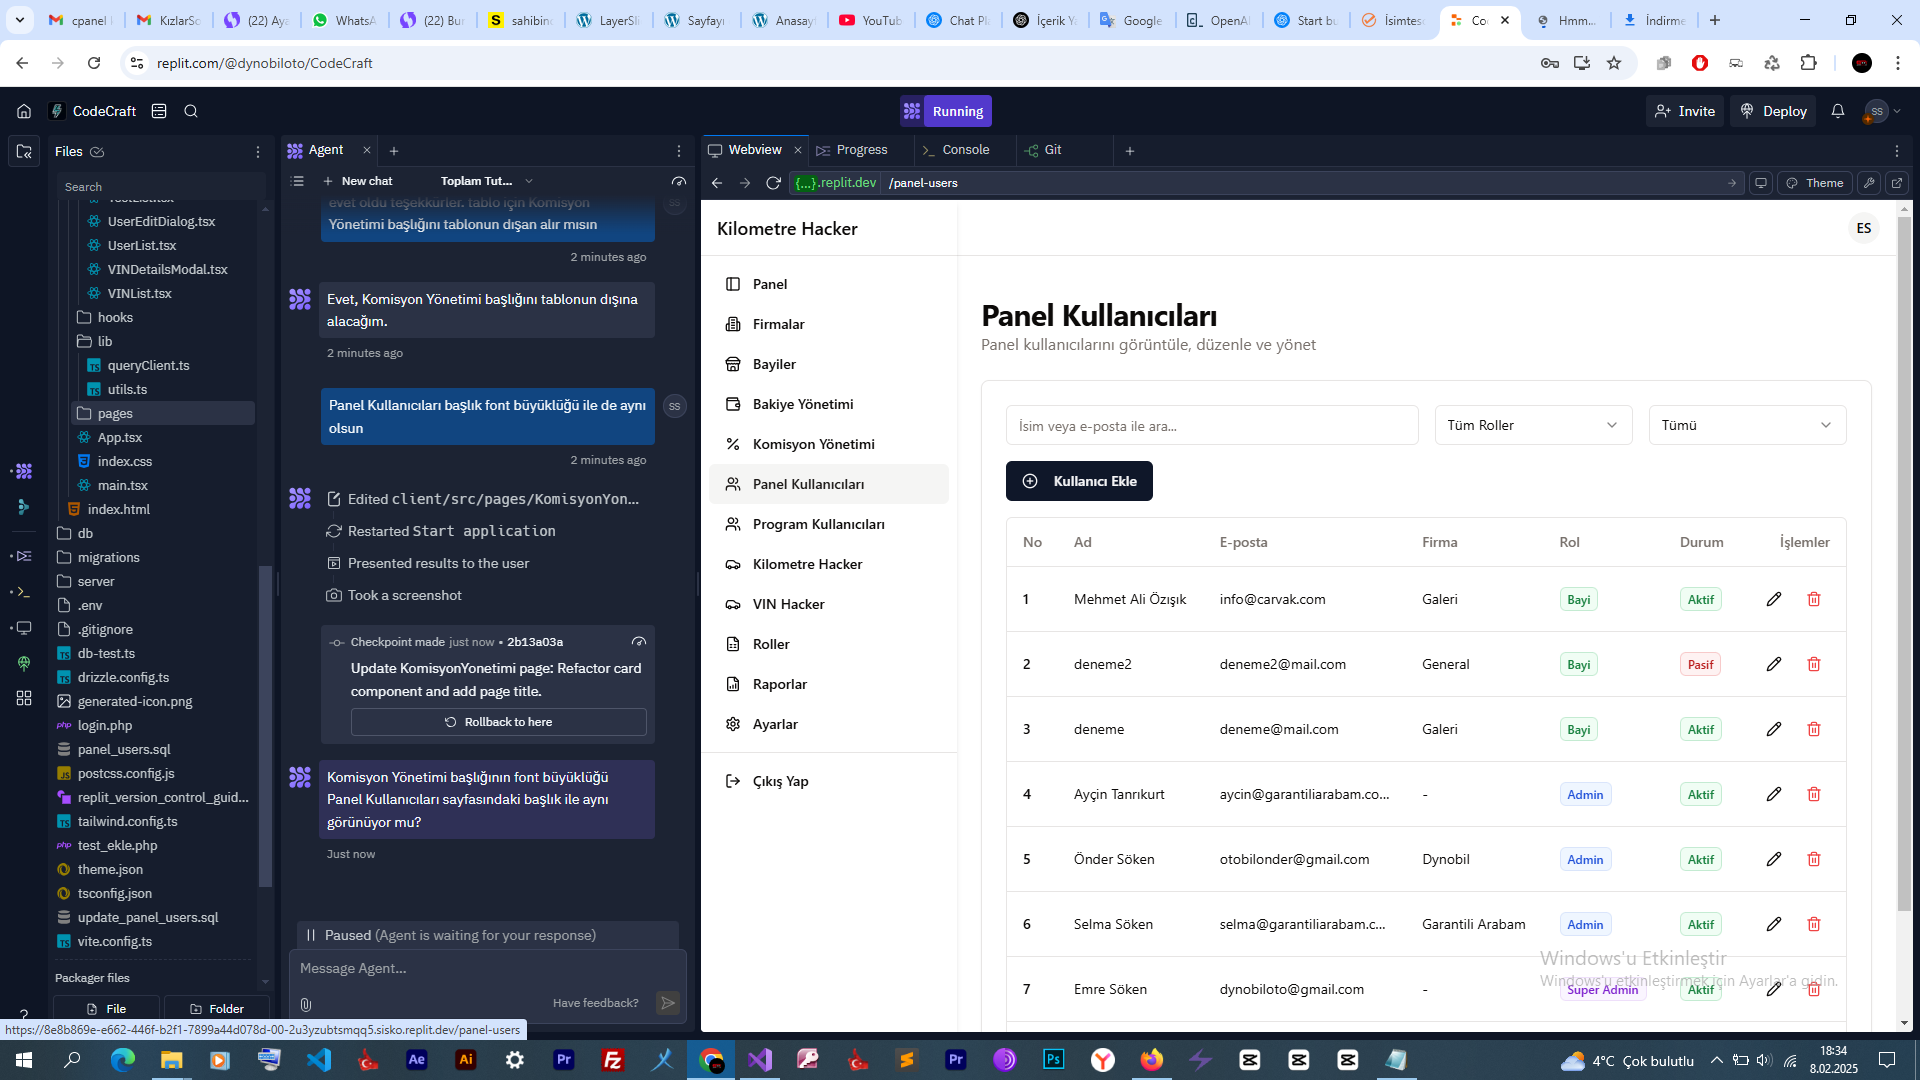 cpanel
KızlarSo
(22) Aya
WhatsA
(22) Bu
sahibin
LayerSli
Sayfayı
Anasay
YouTub
Chat Pl
İçerik Y
Google
OpenAI
Start bu
İsimtes
Co
Hmm...
İndirme
replit.com/@dynobiloto/CodeCraft
CodeCraft
Running
Invite
Deploy
SS
Files
Search
UserEditDialog.tsx
UserList.tsx
VINDetailsModal.tsx
VINList.tsx
hooks
lib
queryClient.ts
utils.ts
pages
App.tsx
index.css
main.tsx
index.html
db
migrations
server
.env
.gitignore
db-test.ts
drizzle.config.ts
generated-icon.png
login.php
panel_users.sql
postcss.config.js
replit_version_control_guid...
tailwind.config.ts
test_ekle.php
theme.json
tsconfig.json
update_panel_users.sql
vite.config.ts
Packager files
File
Folder
Agent
New chat
Toplam Tut...
evet oldu teşekkürler. tablo için Komisyon
Yönetimi başlığını tablonun dışarı alır mısın
2 minutes ago
Evet, Komisyon Yönetimi başlığını tablonun dışına
alacağım.
2 minutes ago
Panel Kullanıcıları başlık font büyüklüğü ile de aynı
olsun
SS
2 minutes ago
Edited client/src/pages/KomisyonYon...
Restarted Start application
Presented results to the user
Took a screenshot
Checkpoint made just now • 2b13a03a
Update KomisyonYonetimi page: Refactor card
component and add page title.
Rollback to here
Komisyon Yönetimi başlığının font büyüklüğü
Panel Kullanıcıları sayfasındaki başlık ile aynı
görünüyor mu?
Just now
Paused (Agent is waiting for your response)
Message Agent...
Have feedback?
Webview
Progress
Console
Git
{...}.replit.dev
/panel-users
Theme
Kilometre Hacker
ES
Panel
Firmalar
Bayiler
Bakiye Yönetimi
Komisyon Yönetimi
Panel Kullanıcıları
Program Kullanıcıları
Kilometre Hacker
VIN Hacker
Roller
Raporlar
Ayarlar
Çıkış Yap
Panel Kullanıcıları
Panel kullanıcılarını görüntüle, düzenle ve yönet
İsim veya e-posta ile ara...
Tüm Roller
Tümü
Kullanıcı Ekle
No Ad E-posta Firma Rol Durum İşlemler
1 Mehmet Ali Özışık info@carvak.com Galeri Bayi Aktif
2 deneme2 deneme2@mail.com General Bayi Pasif
3 deneme deneme@mail.com Galeri Bayi Aktif
4 Ayçin Tanrıkurt aycin@garantiliarabam.co... - Admin Aktif
5 Önder Söken otobilonder@gmail.com Dynobil Admin Aktif
6 Selma Söken selma@garantiliarabam.c... Garantili Arabam Admin Aktif
7 Emre Söken dynobiloto@gmail.com - Super Admin Aktif
Windows'u Etkinleştir
Windows'u etkinleştirmek için Ayarlar'a gidin.
https://8e8b869e-e662-446f-b2f1-7899a44d078d-00-2u3yzubtsmqq5.sisko.replit.dev/panel-users
4°C Çok bulutlu
18:34
8.02.2025